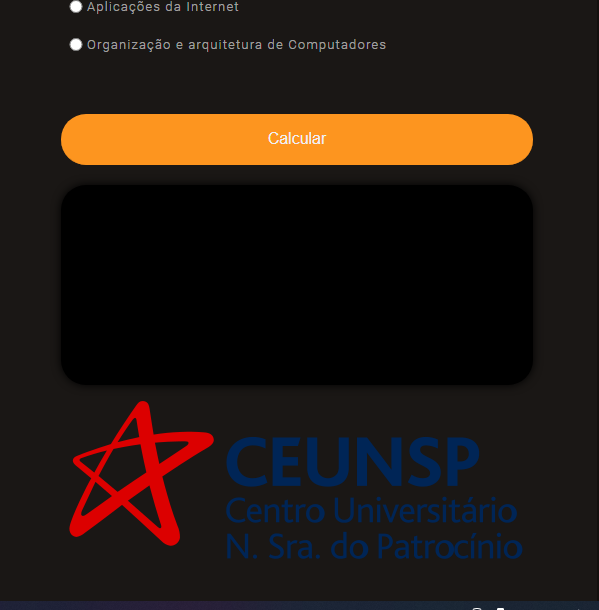 Aplicações da Internet
Organização e arquitetura de Computadores
Calcular
CEUNSP
Centro Universitário
N. Sra. do Patrocínio